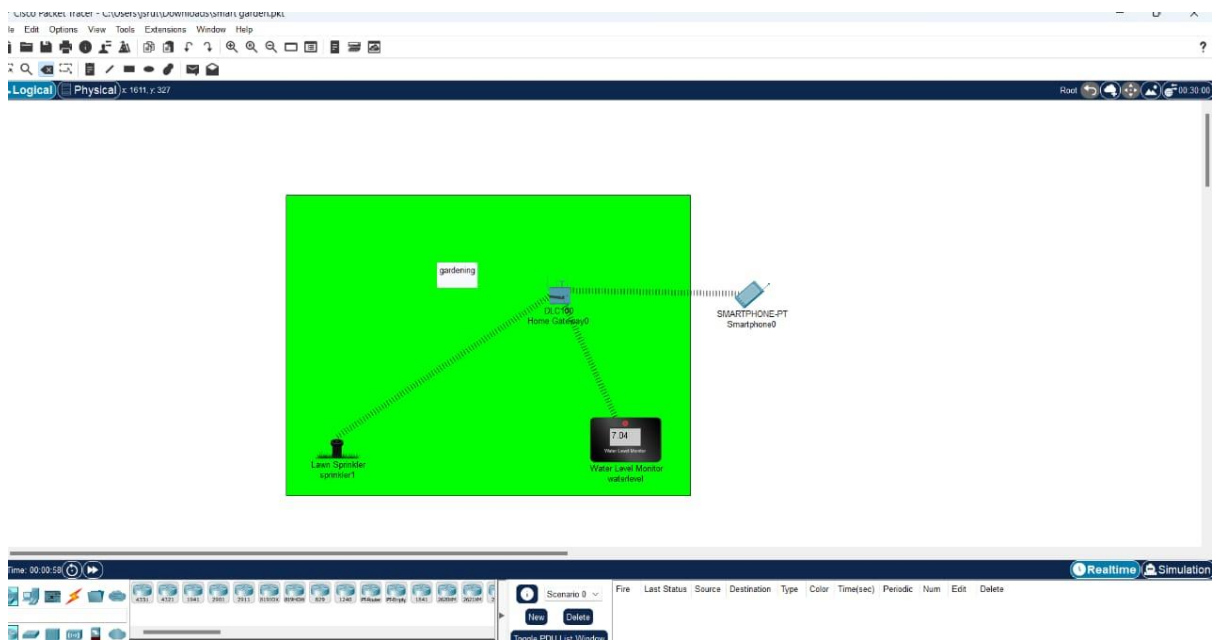 Cisco Packet Tracer - C:\Users\jsrut\Downloads\smart garden.pkt
Edit Options View Tools Extensions Window Help
?
Logical Physical x: 1611, y: 327
Root 00:30:00
gardening
DLC100
Home Gateway0
SMARTPHONE-PT
Smartphone0
7.04
Water Level Monitor
Lawn Sprinkler
sprinkler1
Water Level Monitor
waterlevel
Time: 00:00:58
Realtime Simulation
4331 4321 1941 2901 2911 819IOX 819HGW 829 1240 PT-Router PT-Empty 1841 2620XM 2621XM
Scenario 0
Fire Last Status Source Destination Type Color Time(sec) Periodic Num Edit Delete
New Delete
Toggle PDU List Window